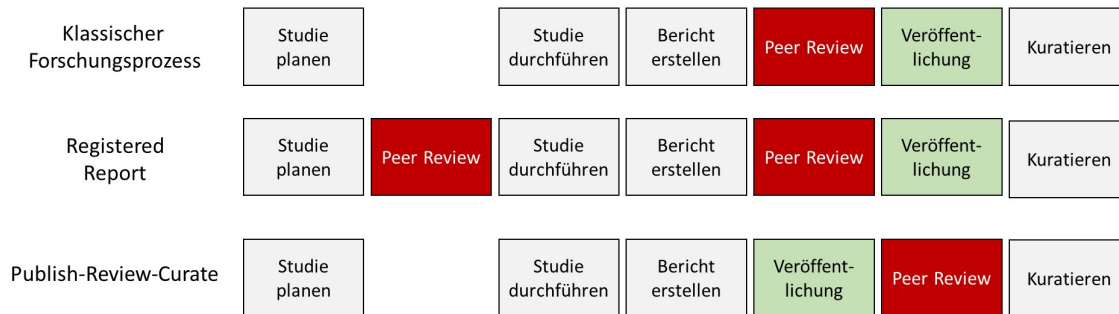 Klassischer
Forschungsprozess
Studie
planen
Studie
durchführen
Bericht
erstellen
Peer Review
Veröffent-
lichung
Kuratieren
Registered
Report
Studie
planen
Peer Review
Studie
durchführen
Bericht
erstellen
Peer Review
Veröffent-
lichung
Kuratieren
Publish-Review-Curate
Studie
planen
Studie
durchführen
Bericht
erstellen
Veröffent-
lichung
Peer Review
Kuratieren